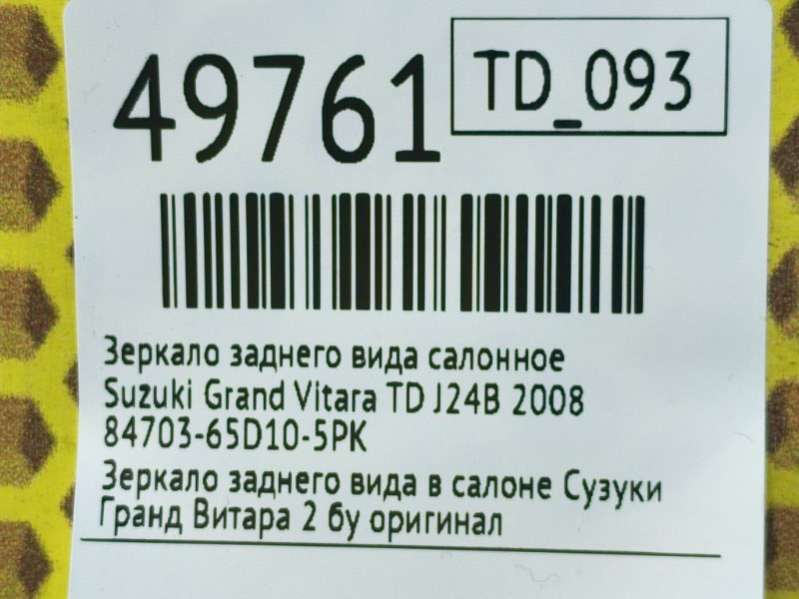 49761
TD_093
Зеркало заднего вида салонное
Suzuki Grand Vitara TD J24B 2008
84703-65D10-5PK
Зеркало заднего вида в салоне Сузуки
Гранд Витара 2 бу оригинал